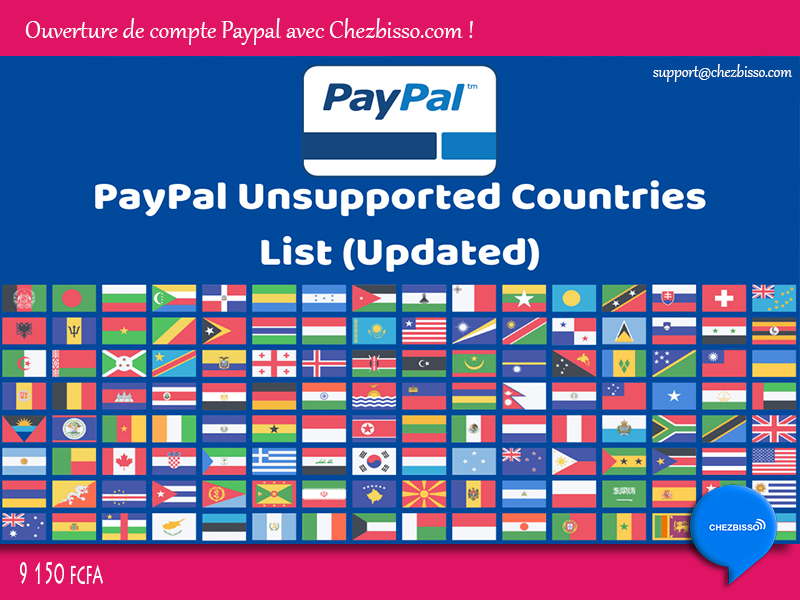 Ouverture de compte Paypal avec Chezbisso.com !
support@chezbisso.com
PayPal™
PayPal Unsupported Countries
List (Updated)
CHEZBISSO
9 150 FCFA